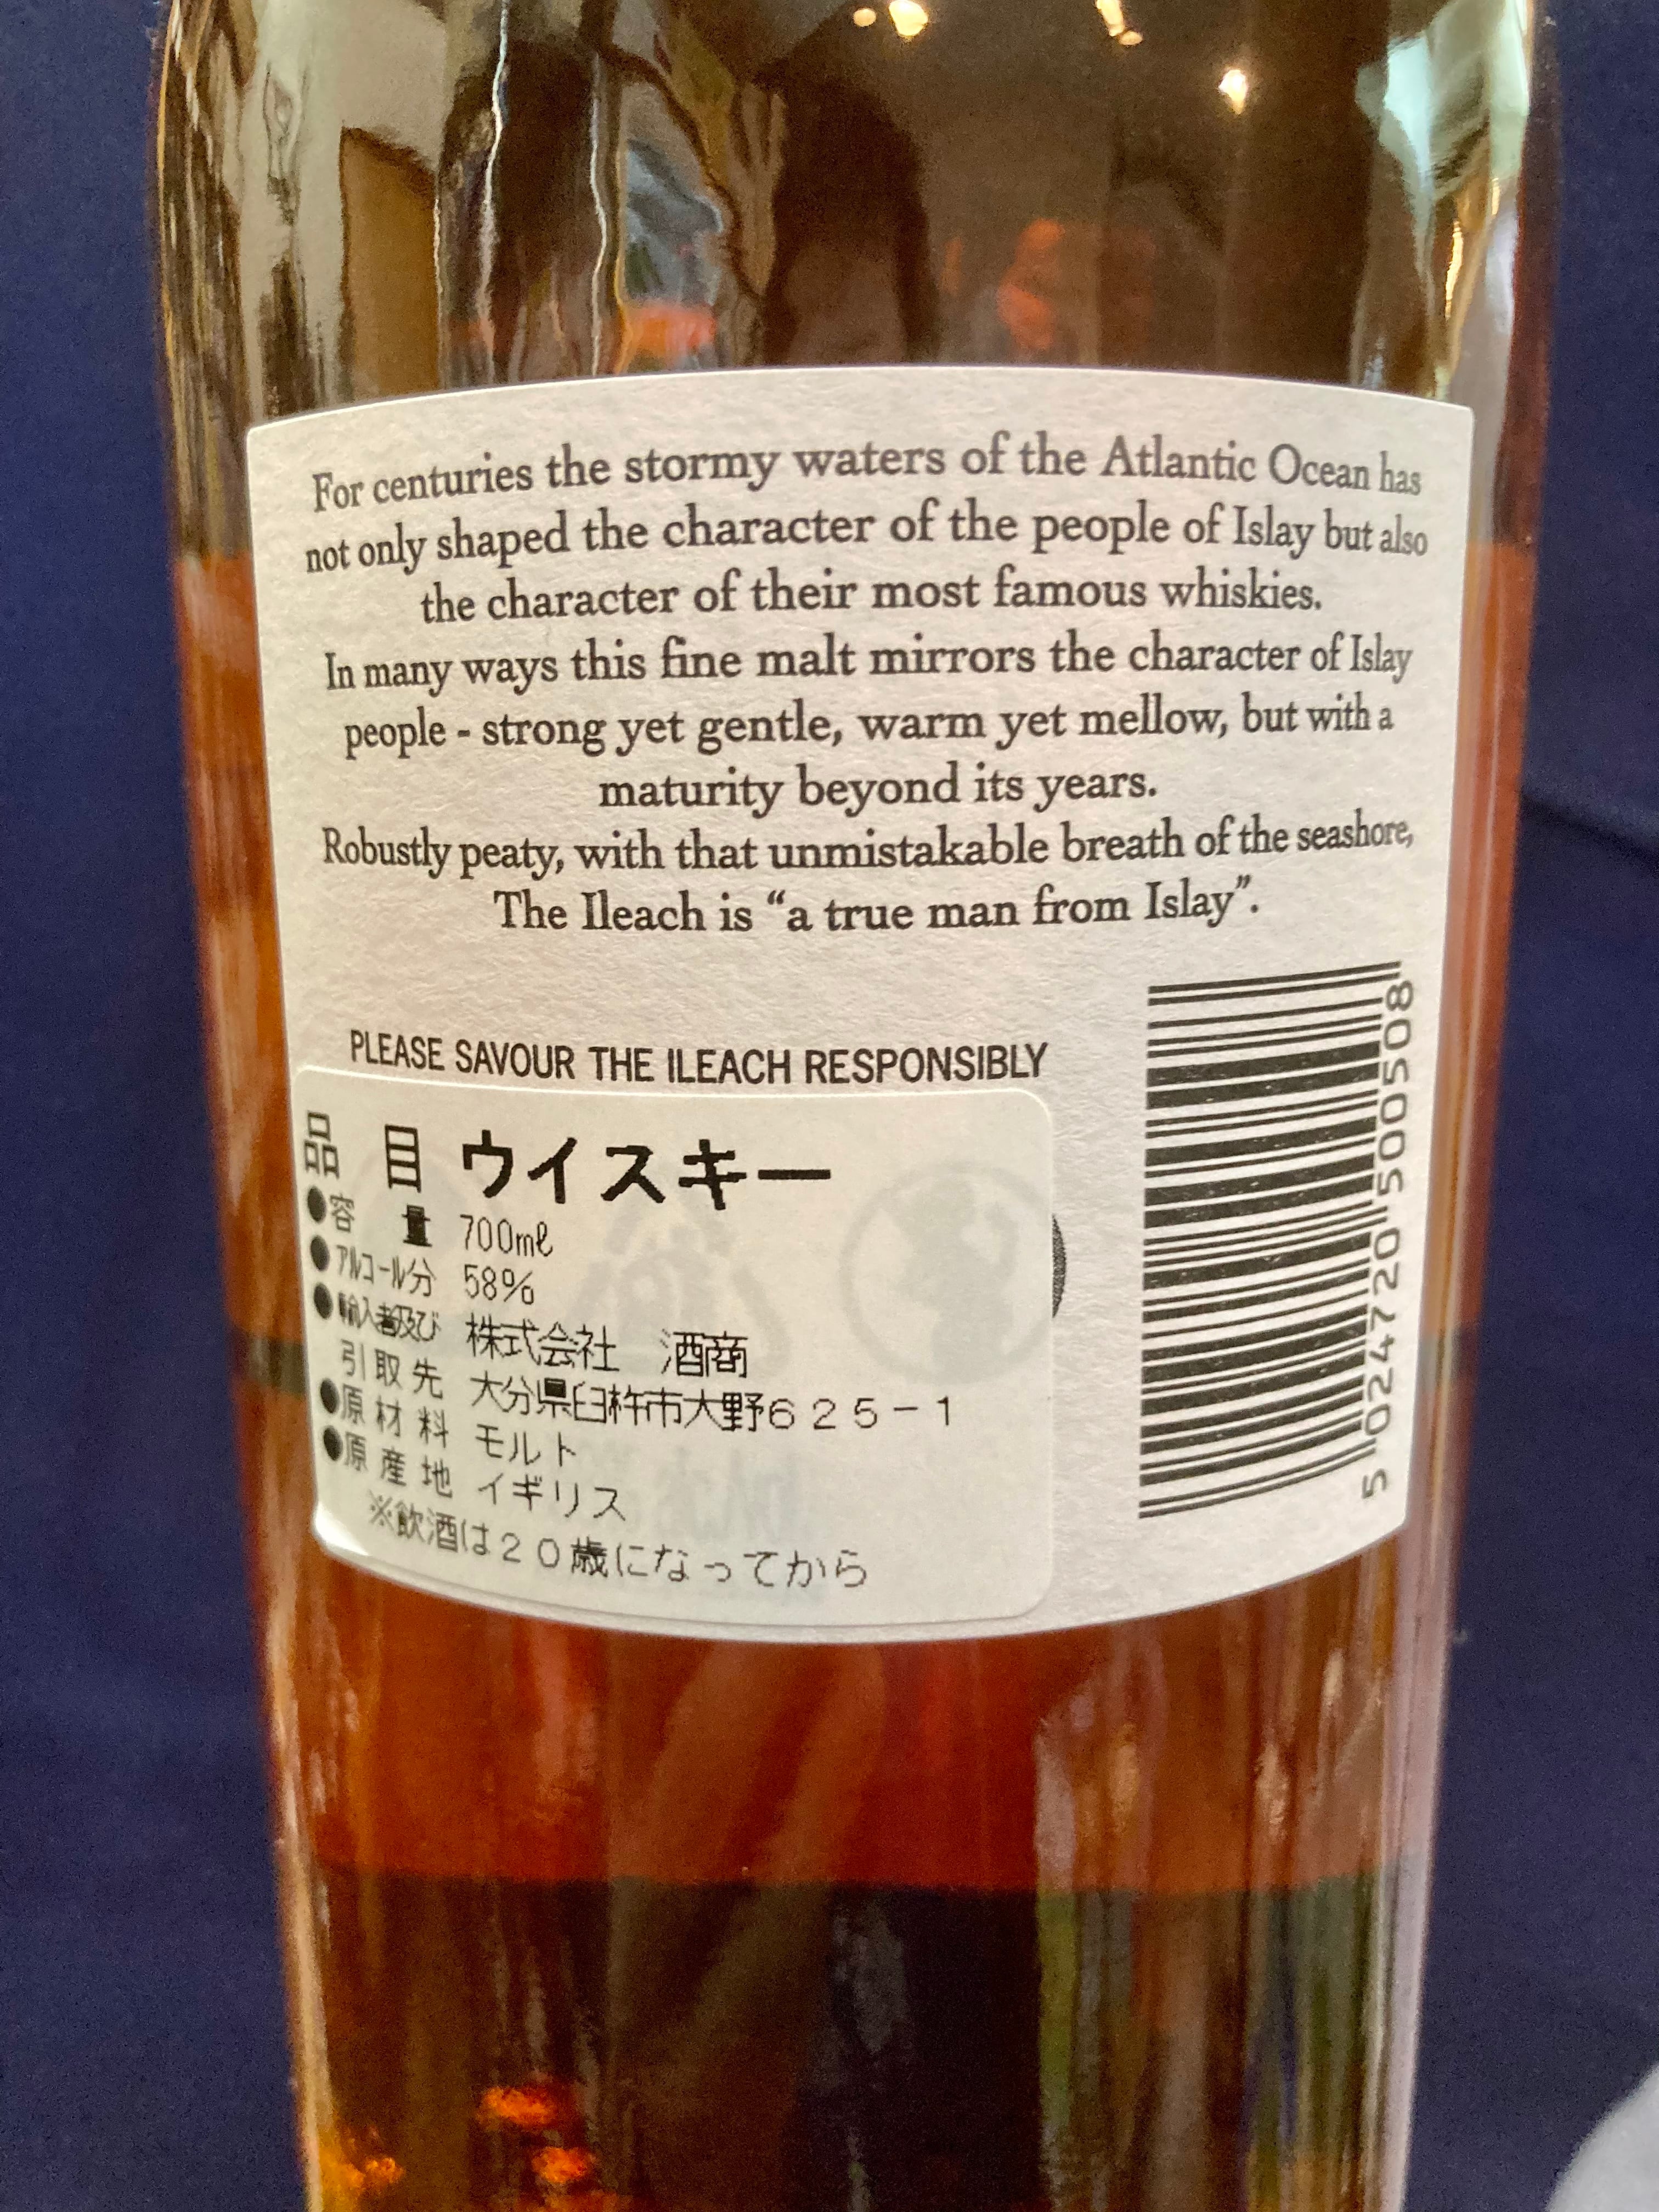 For centuries the stormy waters of the Atlantic Ocean has
not only shaped the character of the people of Islay but also
the character of their most famous whiskies.
In many ways this fine malt mirrors the character of Islay
people - strong yet gentle, warm yet mellow, but with a
maturity beyond its years.
Robustly peaty, with that unmistakable breath of the seashore,
The Ileach is “a true man from Islay”.
PLEASE SAVOUR THE ILEACH RESPONSIBLY
品 目 ウイスキー
●容 量 700mℓ
●アルコール分 58%
●輸入者及び 株式会社 酒商
引取先 大分県臼杵市大野625-1
●原材料 モルト
●原産地 イギリス
※飲酒は20歳になってから
5 024720 500508